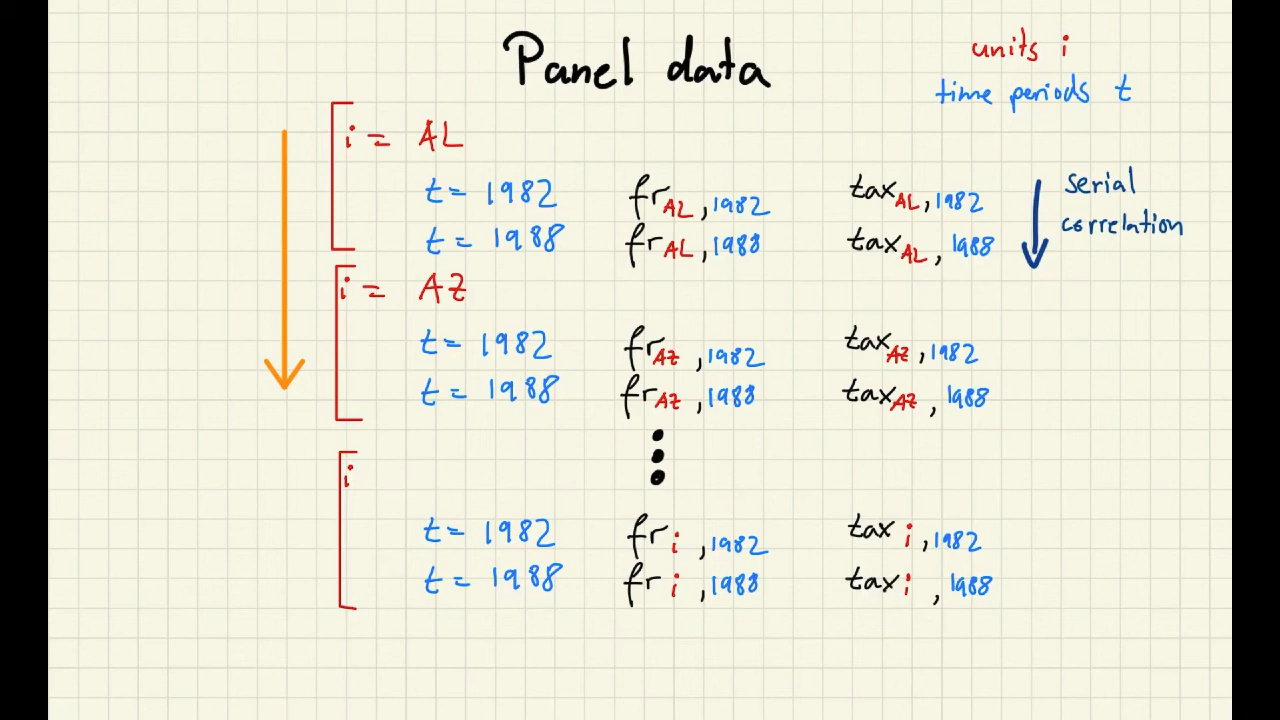 Panel data
units i
time periods t
i = AL
t = 1982 fr AL, 1982 tax AL, 1982
t = 1988 fr AL, 1988 tax AL, 1988
serial
correlation
i = AZ
t = 1982 fr AZ, 1982 tax AZ, 1982
t = 1988 fr AZ, 1988 tax AZ, 1988
i
t = 1982 fr i, 1982 tax i, 1982
t = 1988 fr i, 1988 tax i, 1988